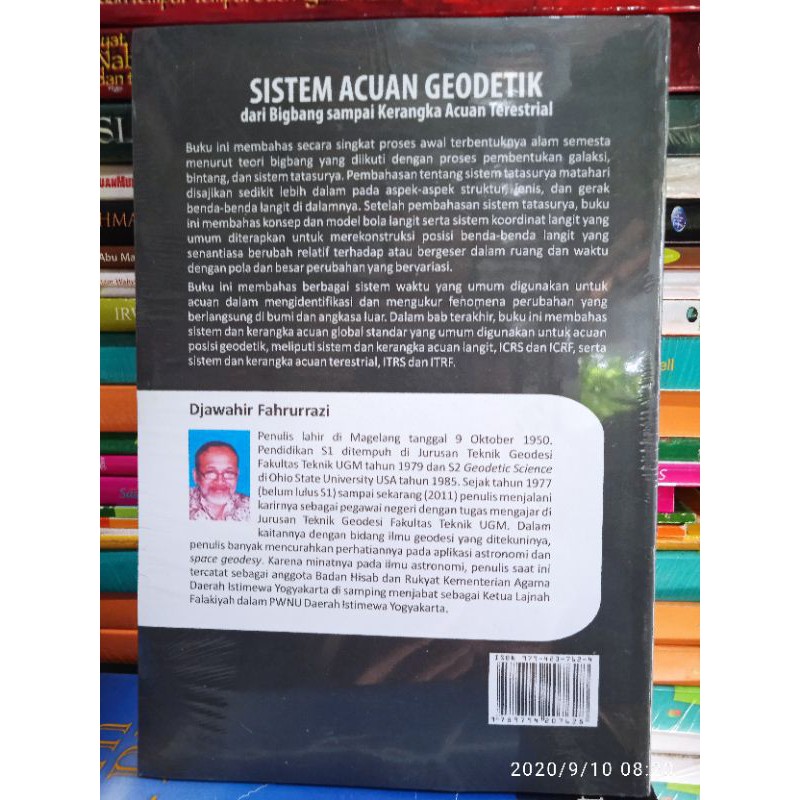 SISTEM ACUAN GEODETIK
dari Bigbang sampai Kerangka Acuan Terestrial
Buku ini membahas secara singkat proses awal terbentuknya alam semesta
menurut teori bigbang yang diikuti dengan proses pembentukan galaksi,
bintang, dan sistem tatasurya. Pembahasan tentang sistem tatasurya matahari
disajikan sedikit lebih dalam pada aspek-aspek struktur, jenis, dan gerak
benda-benda langit di dalamnya. Setelah pembahasan sistem tatasurya, buku
ini membahas konsep dan model bola langit serta sistem koordinat langit yang
umum diterapkan untuk merekonstruksi posisi benda-benda langit yang
senantiasa berubah relatif terhadap atau bergeser dalam ruang dan waktu
dengan pola dan besar perubahan yang bervariasi.
Buku ini membahas berbagai sistem waktu yang umum digunakan untuk
acuan dalam mengidentifikasi dan mengukur fenomena perubahan yang
berlangsung di bumi dan angkasa luar. Dalam bab terakhir, buku ini membahas
sistem dan kerangka acuan global standar yang umum digunakan untuk acuan
posisi geodetik, meliputi sistem dan kerangka acuan langit, ICRS dan ICRF, serta
sistem dan kerangka acuan terestrial, ITRS dan ITRF.
Djawahir Fahrurrazi
Penulis lahir di Magelang tanggal 9 Oktober 1950.
Pendidikan S1 ditempuh di Jurusan Teknik Geodesi
Fakultas Teknik UGM tahun 1979 dan S2 Geodetic Science
di Ohio State University USA tahun 1985. Sejak tahun 1977
(belum lulus S1) sampai sekarang (2011) penulis menjalani
karirnya sebagai pegawai negeri dengan tugas mengajar di
Jurusan Teknik Geodesi Fakultas Teknik UGM. Dalam
kaitannya dengan bidang ilmu geodesi yang ditekuninya,
penulis banyak mencurahkan perhatiannya pada aplikasi astronomi dan
space geodesy. Karena minatnya pada ilmu astronomi, penulis saat ini
tercatat sebagai anggota Badan Hisab dan Rukyat Kementerian Agama
Daerah Istimewa Yogyakarta di samping menjabat sebagai Ketua Lajnah
Falakiyah dalam PWNU Daerah Istimewa Yogyakarta.
ISBN 979-420-762-4
9789794207626
Abu Ma
2020/9/10 08: